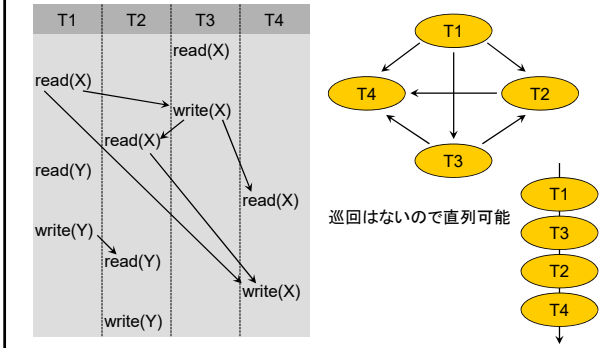 T1 T2 T3 T4
read(X)
read(X)
write(X)
read(X)
read(Y)
read(X)
write(Y)
read(Y)
write(X)
write(Y)
T1
T4
T2
T3
巡回はないので直列可能
T1
T3
T2
T4